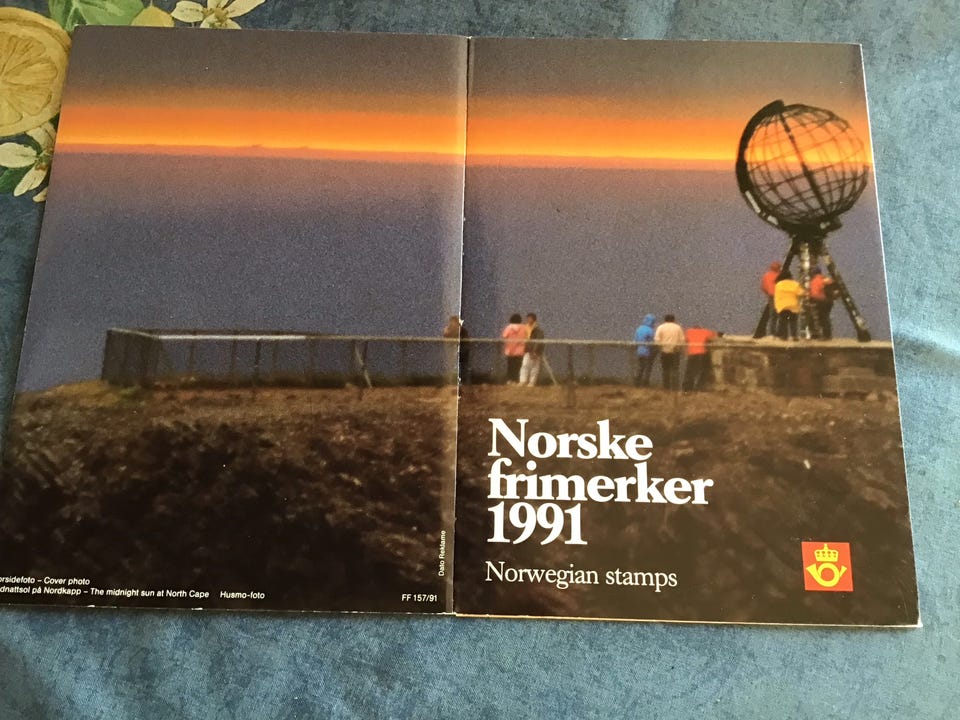 Norske
frimerker
1991
Norwegian stamps
orsidefoto – Cover photo
dnattsol på Nordkapp – The midnight sun at North Cape Husmo-foto
FF 157/91
Dato Reklame